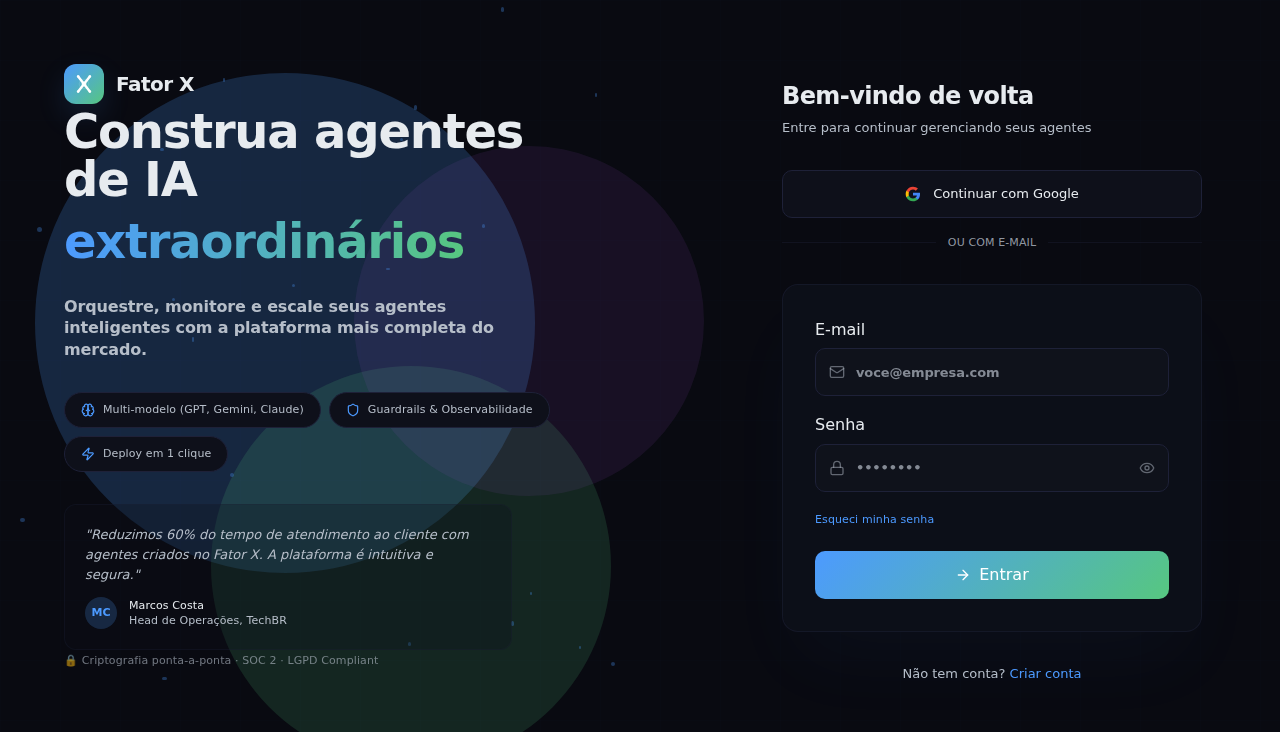 Fator X
Construa agentes
de IA
extraordinários
Orquestre, monitore e escale seus agentes
inteligentes com a plataforma mais completa do
mercado.
Multi-modelo (GPT, Gemini, Claude)
Guardrails & Observabilidade
Deploy em 1 clique
"Reduzimos 60% do tempo de atendimento ao cliente com
agentes criados no Fator X. A plataforma é intuitiva e
segura."
MC
Marcos Costa
Head de Operações, TechBR
🔒 Criptografia ponta-a-ponta · SOC 2 · LGPD Compliant
Bem-vindo de volta
Entre para continuar gerenciando seus agentes
Continuar com Google
OU COM E-MAIL
E-mail
voce@empresa.com
Senha
••••••••
Esqueci minha senha
Entrar
Não tem conta? Criar conta